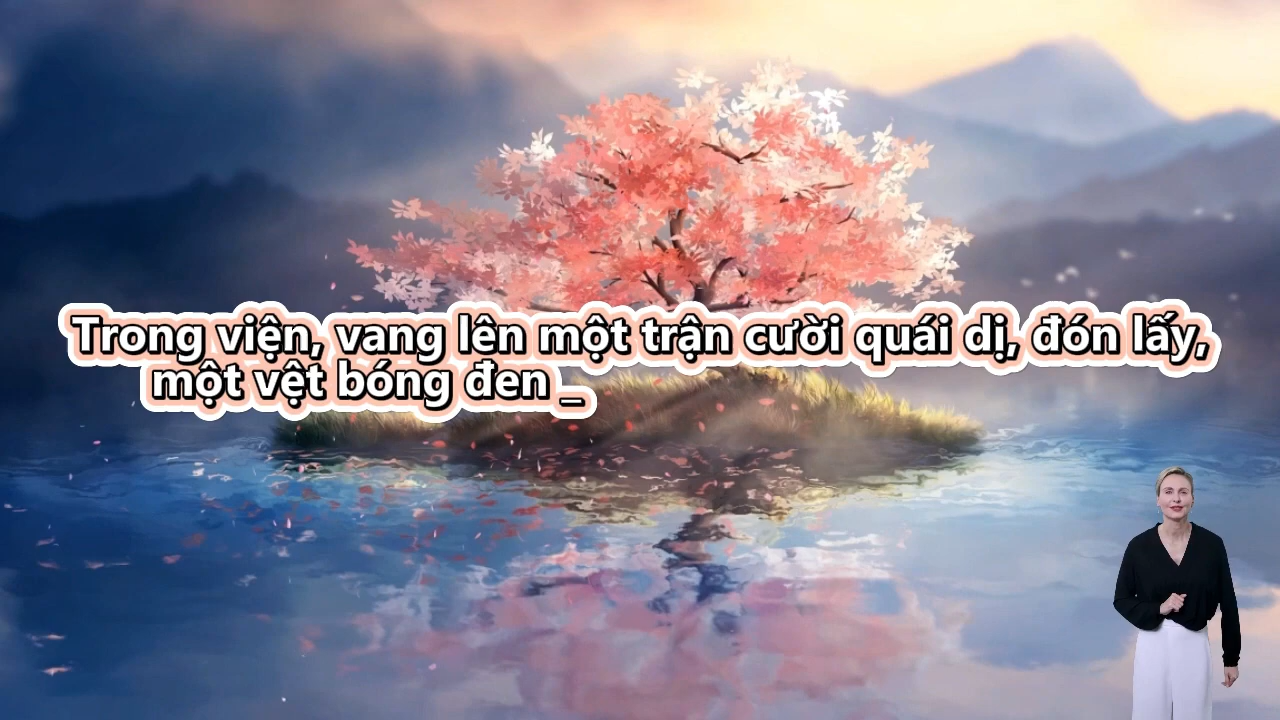 Trong viện, vang lên một trận cười quái dị, đón lấy,
một vệt bóng đen _